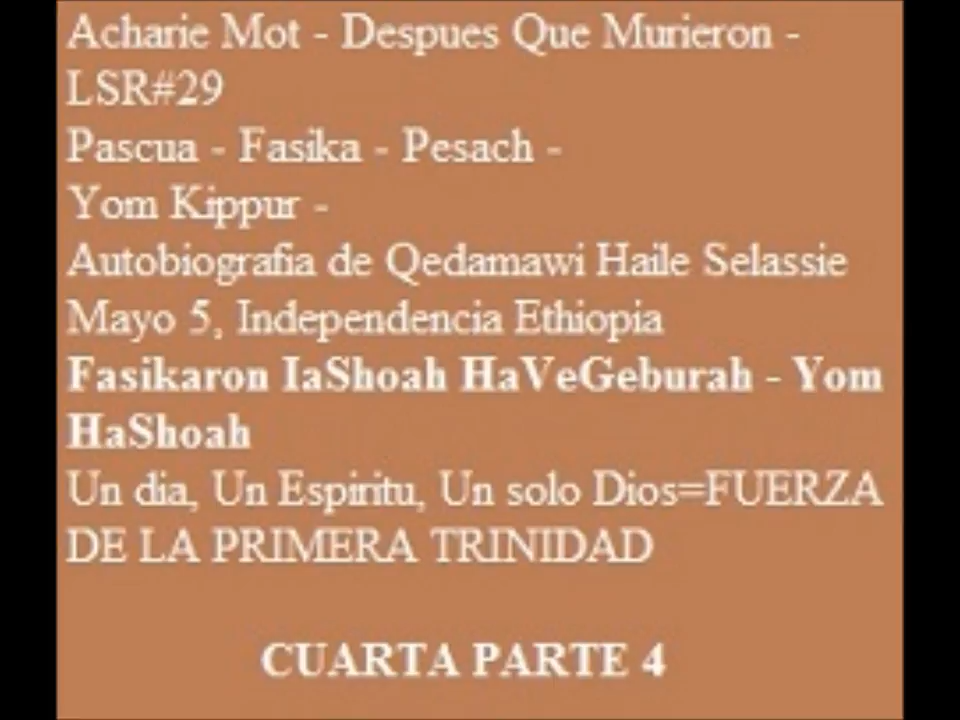 Acharie Mot - Despues Que Murieron -
LSR#29
Pascua - Fasika - Pesach -
Yom Kippur -
Autobiografia de Qedamawi Haile Selassie
Mayo 5, Independencia Ethiopia
Fasikaron IaShoah HaVeGeburah - Yom
HaShoah
Un dia, Un Espiritu, Un solo Dios=FUERZA
DE LA PRIMERA TRINIDAD
CUARTA PARTE 4